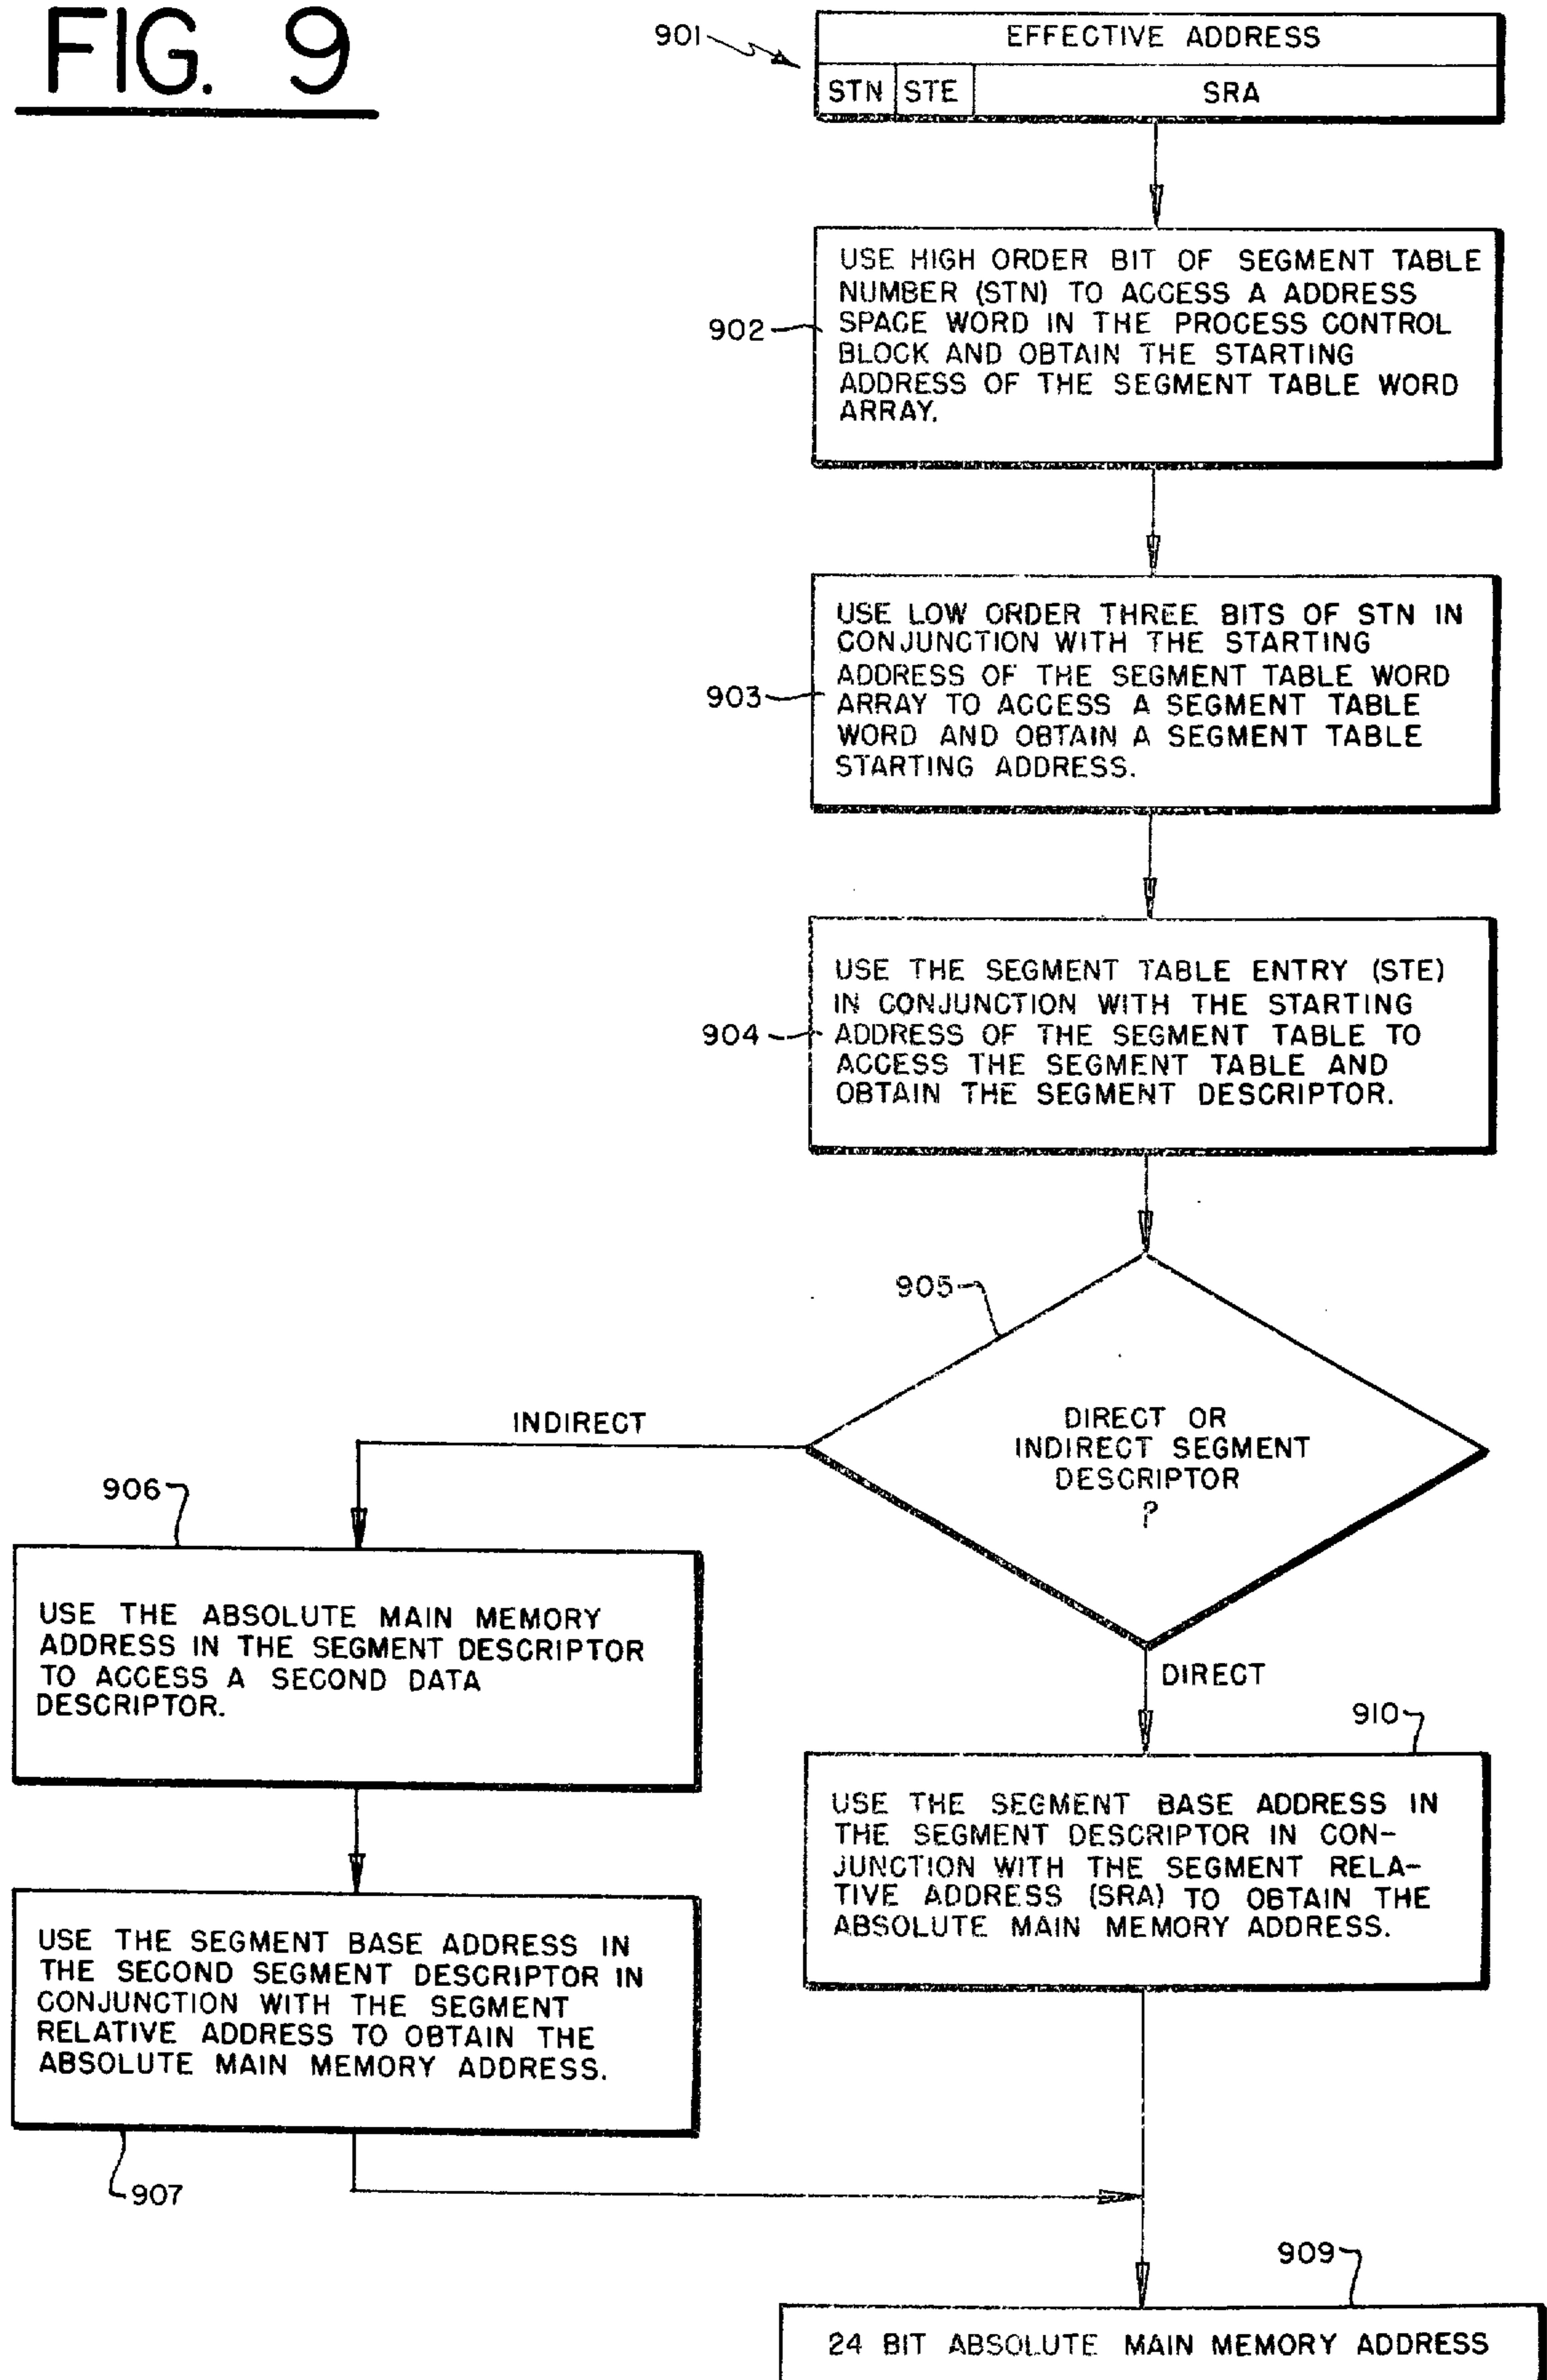 FIG. 9
901
EFFECTIVE ADDRESS
STN STE SRA
902
USE HIGH ORDER BIT OF SEGMENT TABLE
NUMBER (STN) TO ACCESS A ADDRESS
SPACE WORD IN THE PROCESS CONTROL
BLOCK AND OBTAIN THE STARTING
ADDRESS OF THE SEGMENT TABLE WORD
ARRAY.
903
USE LOW ORDER THREE BITS OF STN IN
CONJUNCTION WITH THE STARTING
ADDRESS OF THE SEGMENT TABLE WORD
ARRAY TO ACCESS A SEGMENT TABLE
WORD AND OBTAIN A SEGMENT TABLE
STARTING ADDRESS.
904
USE THE SEGMENT TABLE ENTRY (STE)
IN CONJUNCTION WITH THE STARTING
ADDRESS OF THE SEGMENT TABLE TO
ACCESS THE SEGMENT TABLE AND
OBTAIN THE SEGMENT DESCRIPTOR.
905
DIRECT OR
INDIRECT SEGMENT
DESCRIPTOR
?
INDIRECT
906
USE THE ABSOLUTE MAIN MEMORY
ADDRESS IN THE SEGMENT DESCRIPTOR
TO ACCESS A SECOND DATA
DESCRIPTOR.
DIRECT
910
USE THE SEGMENT BASE ADDRESS IN
THE SEGMENT DESCRIPTOR IN CON-
JUNCTION WITH THE SEGMENT RELA-
TIVE ADDRESS (SRA) TO OBTAIN THE
ABSOLUTE MAIN MEMORY ADDRESS.
USE THE SEGMENT BASE ADDRESS IN
THE SECOND SEGMENT DESCRIPTOR IN
CONJUNCTION WITH THE SEGMENT
RELATIVE ADDRESS TO OBTAIN THE
ABSOLUTE MAIN MEMORY ADDRESS.
907
909
24 BIT ABSOLUTE MAIN MEMORY ADDRESS